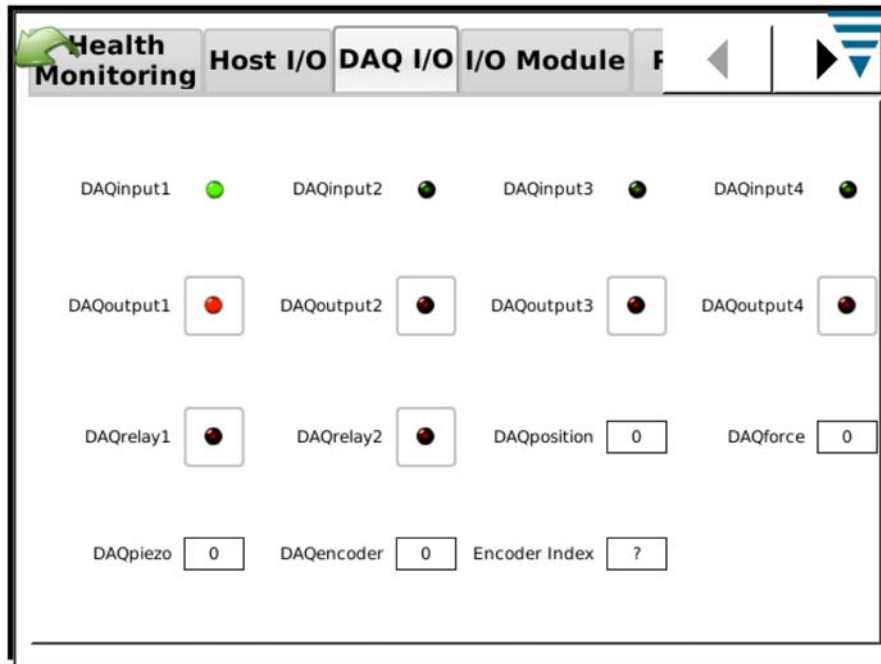 Health
Monitoring
Host I/O
DAQ I/O
I/O Module
DAQinput1
DAQinput2
DAQinput3
DAQinput4
DAQoutput1
DAQoutput2
DAQoutput3
DAQoutput4
DAQrelay1
DAQrelay2
DAQposition 0
DAQforce 0
DAQpiezo 0
DAQencoder 0
Encoder Index ?